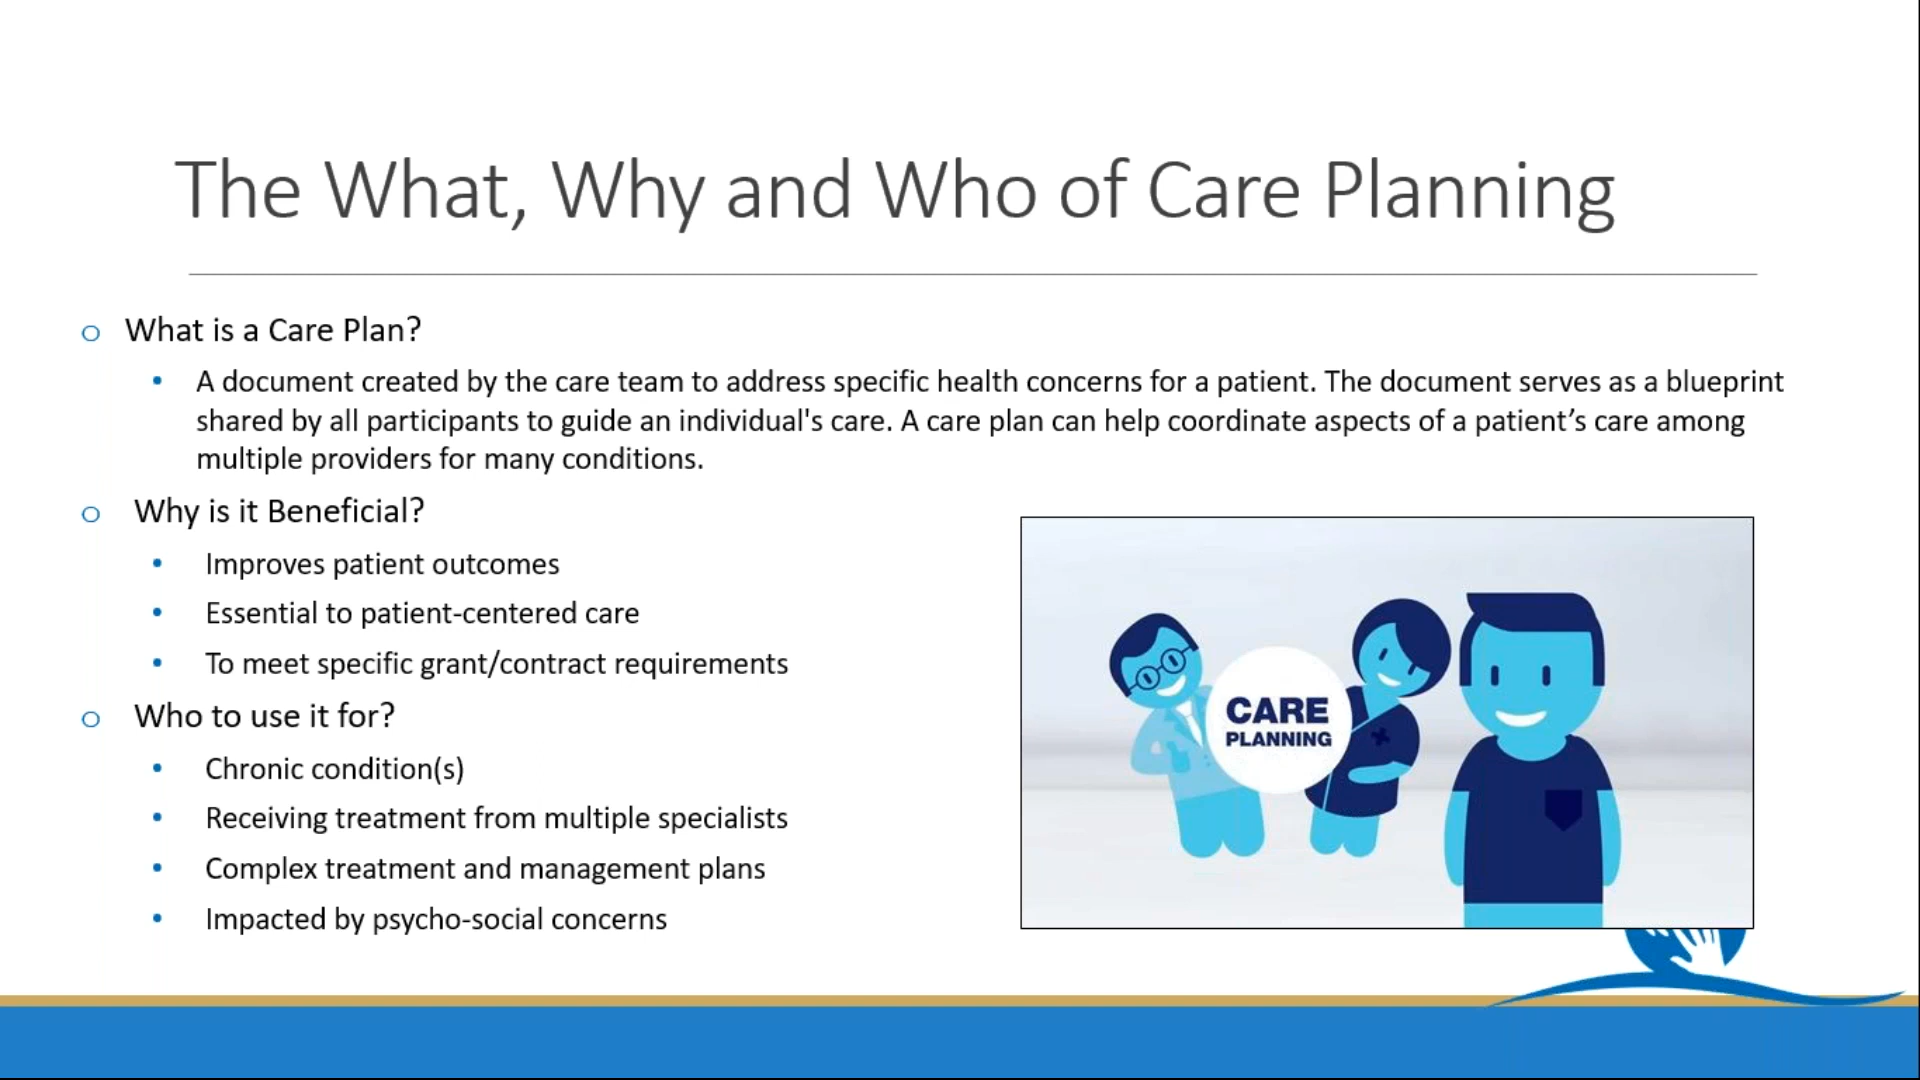 The What, Why and Who of Care Planning
o What is a Care Plan?
• A document created by the care team to address specific health concerns for a patient. The document serves as a blueprint
shared by all participants to guide an individual's care. A care plan can help coordinate aspects of a patient’s care among
multiple providers for many conditions.
o Why is it Beneficial?
• Improves patient outcomes
• Essential to patient-centered care
• To meet specific grant/contract requirements
o Who to use it for?
• Chronic condition(s)
• Receiving treatment from multiple specialists
• Complex treatment and management plans
• Impacted by psycho-social concerns
CARE
PLANNING